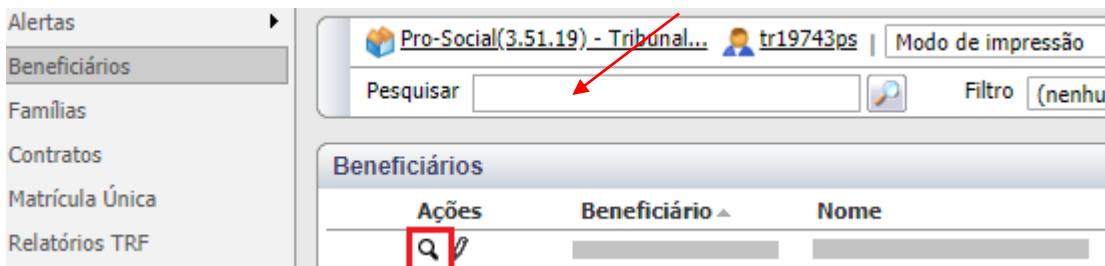 Alertas
Beneficiários
Famílias
Contratos
Matrícula Única
Relatórios TRF
Pro-Social(3.51.19) - Tribunal... tr19743ps | Modo de impressão
Pesquisar Filtro (nenhu
Beneficiários
Ações Beneficiário Nome